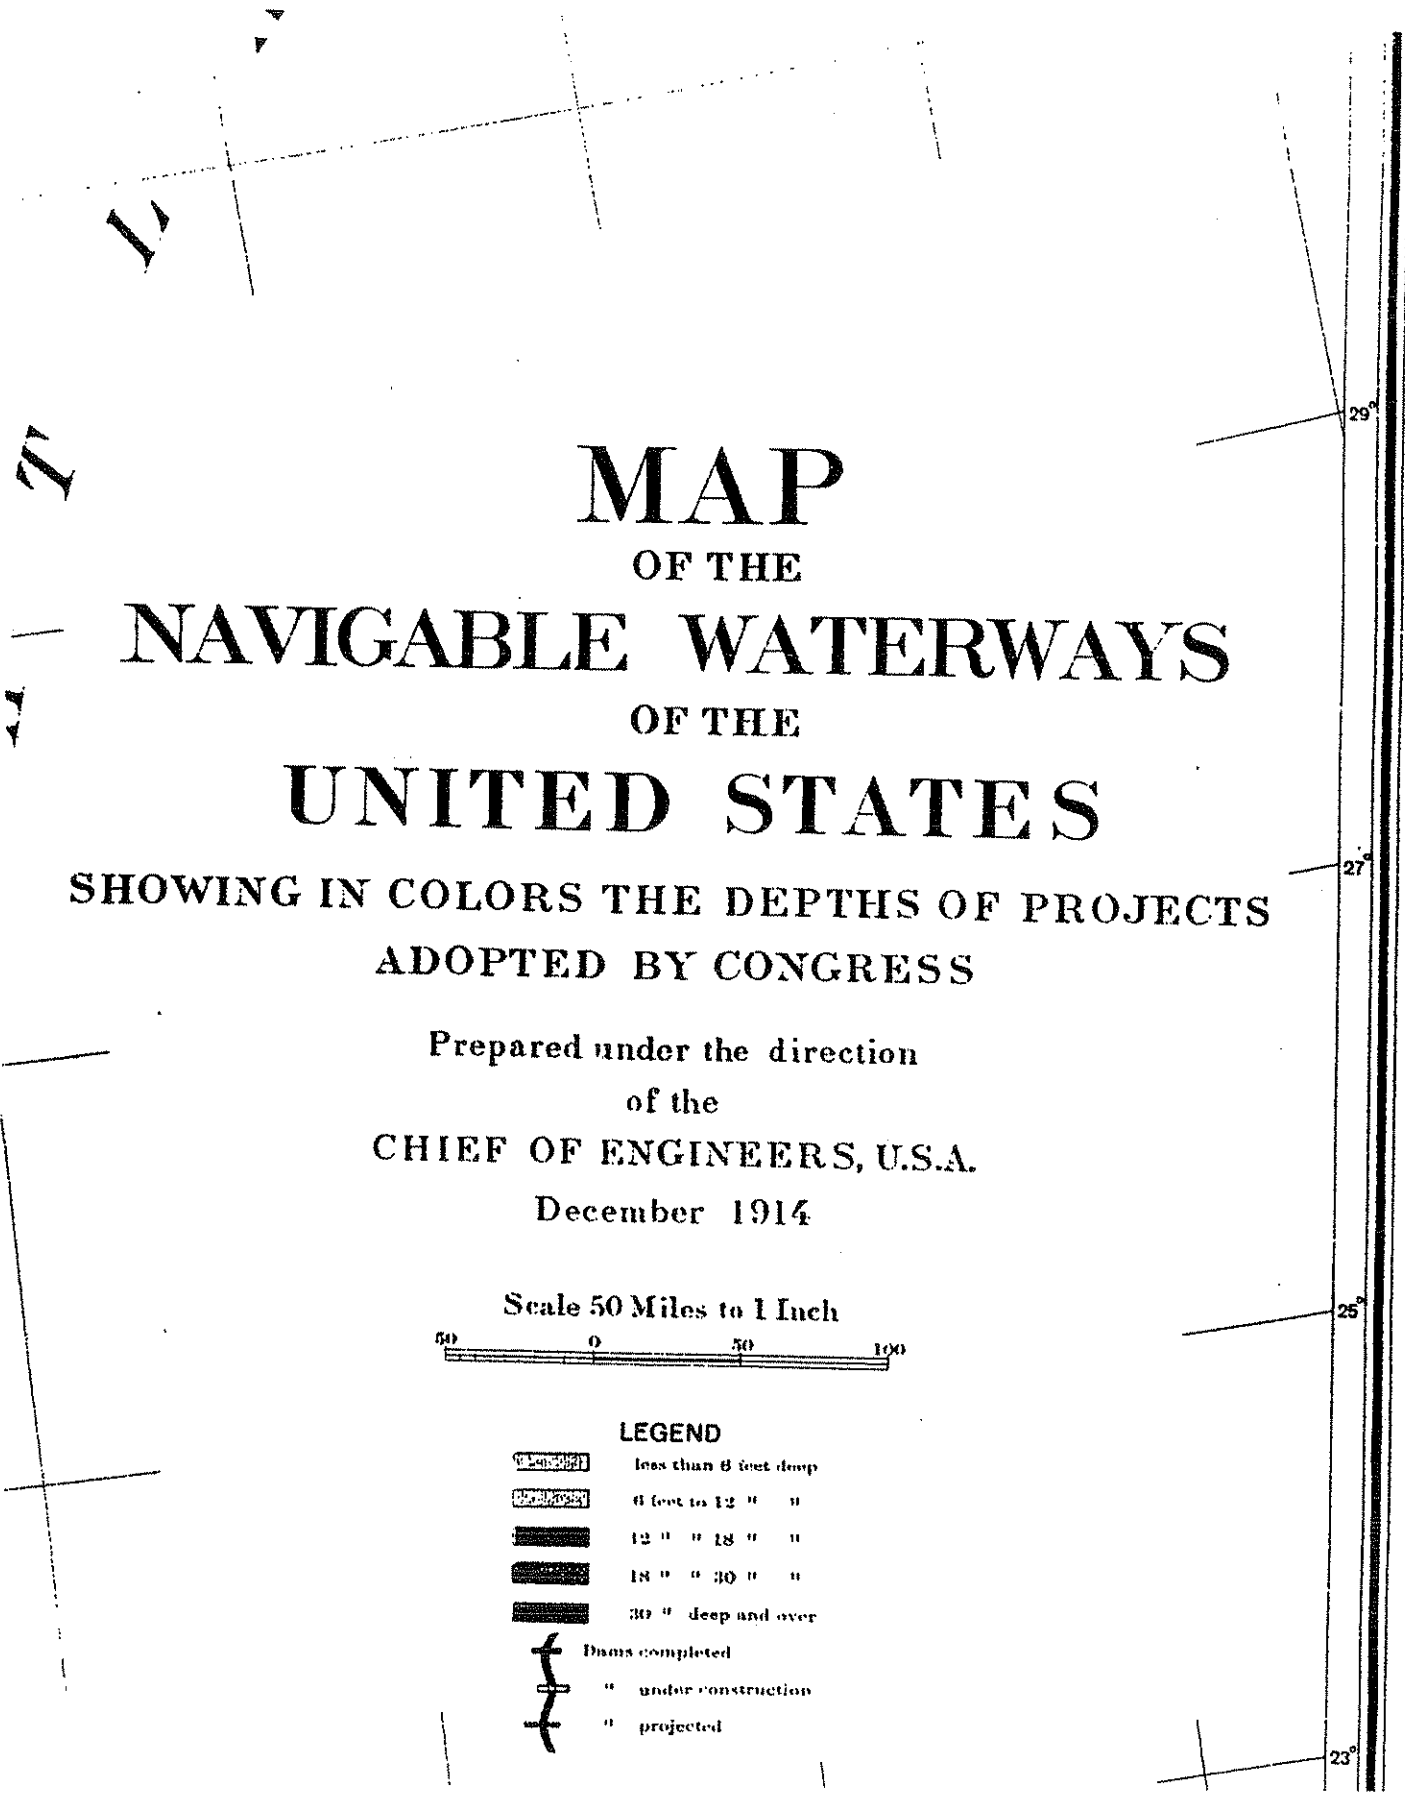 L
T
A
29°
MAP
OF THE
NAVIGABLE WATERWAYS
OF THE
UNITED STATES
27°
SHOWING IN COLORS THE DEPTHS OF PROJECTS
ADOPTED BY CONGRESS
Prepared under the direction
of the
CHIEF OF ENGINEERS, U.S.A.
December 1914
Scale 50 Miles to 1 Inch
25°
50 0 50 100
LEGEND
less than 6 feet deep
6 feet to 12 " "
12 " " 18 " "
18 " " 30 " "
30 " deep and over
Dams completed
" under construction
" projected
23°